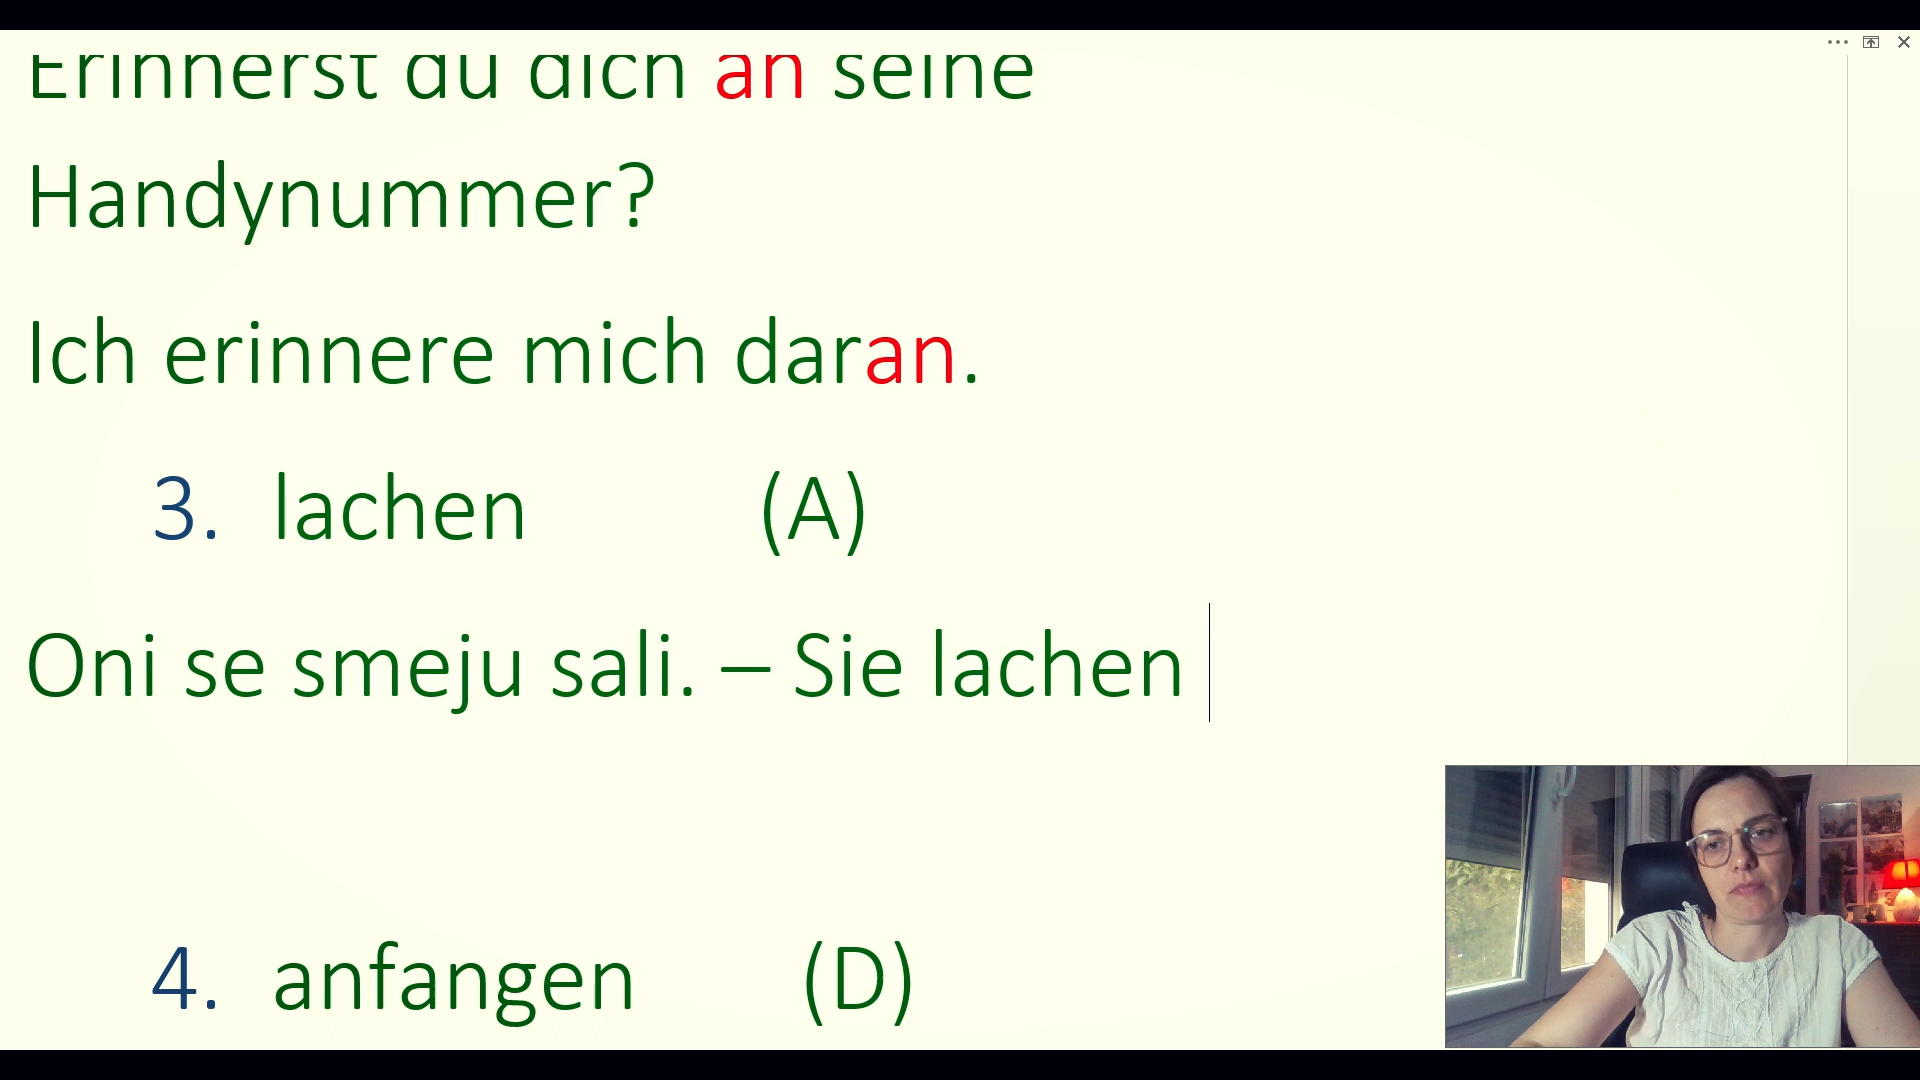 Erinnerst du dich an seine
Handynummer?
Ich erinnere mich daran.
3. lachen (A)
Oni se smeju sali. – Sie lachen
4. anfangen (D)